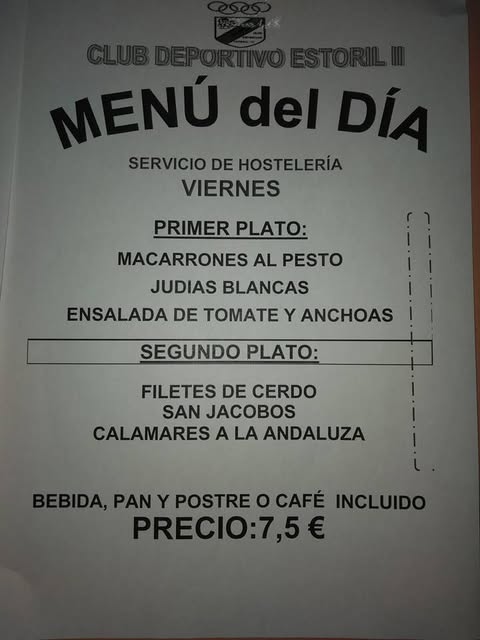 CLUB DEPORTIVO ESTORIL II
MENÚ del DÍA
SERVICIO DE HOSTELERÍA
VIERNES
PRIMER PLATO:
MACARRONES AL PESTO
JUDIAS BLANCAS
ENSALADA DE TOMATE Y ANCHOAS
SEGUNDO PLATO:
FILETES DE CERDO
SAN JACOBOS
CALAMARES A LA ANDALUZA
BEBIDA, PAN Y POSTRE O CAFÉ INCLUIDO
PRECIO:7,5 €